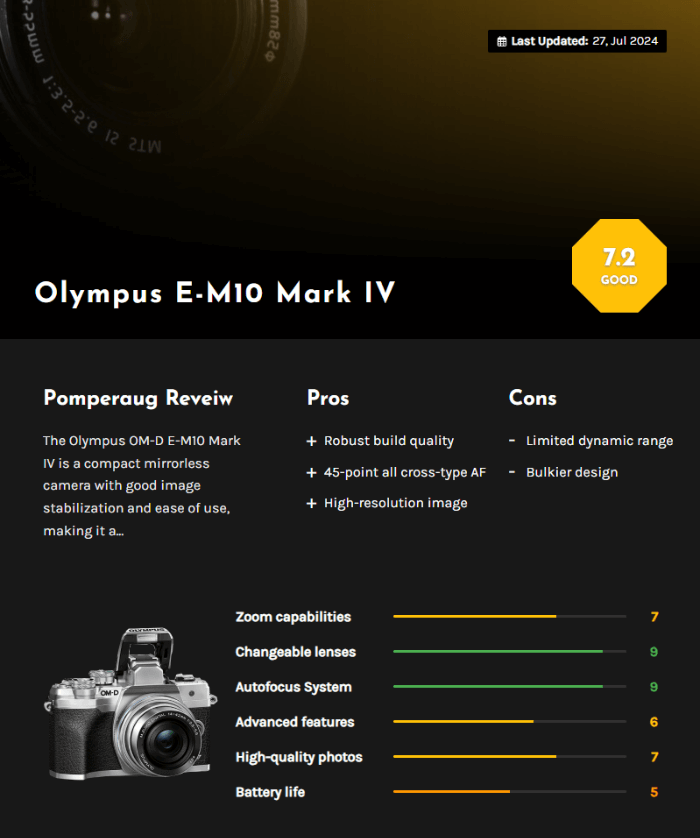 Last Updated: 27, Jul 2024
1:3.5-5.6 IS STM
7.2
GOOD
Olympus E-M10 Mark IV
Pomperaug Reveiw
The Olympus OM-D E-M10 Mark
IV is a compact mirrorless
camera with good image
stabilization and ease of use,
making it a...
Pros
+ Robust build quality
+ 45-point all cross-type AF
+ High-resolution image
Cons
- Limited dynamic range
- Bulkier design
OLYMPUS
OM-D
Zoom capabilities 7
Changeable lenses 9
Autofocus System 9
Advanced features 6
High-quality photos 7
Battery life 5